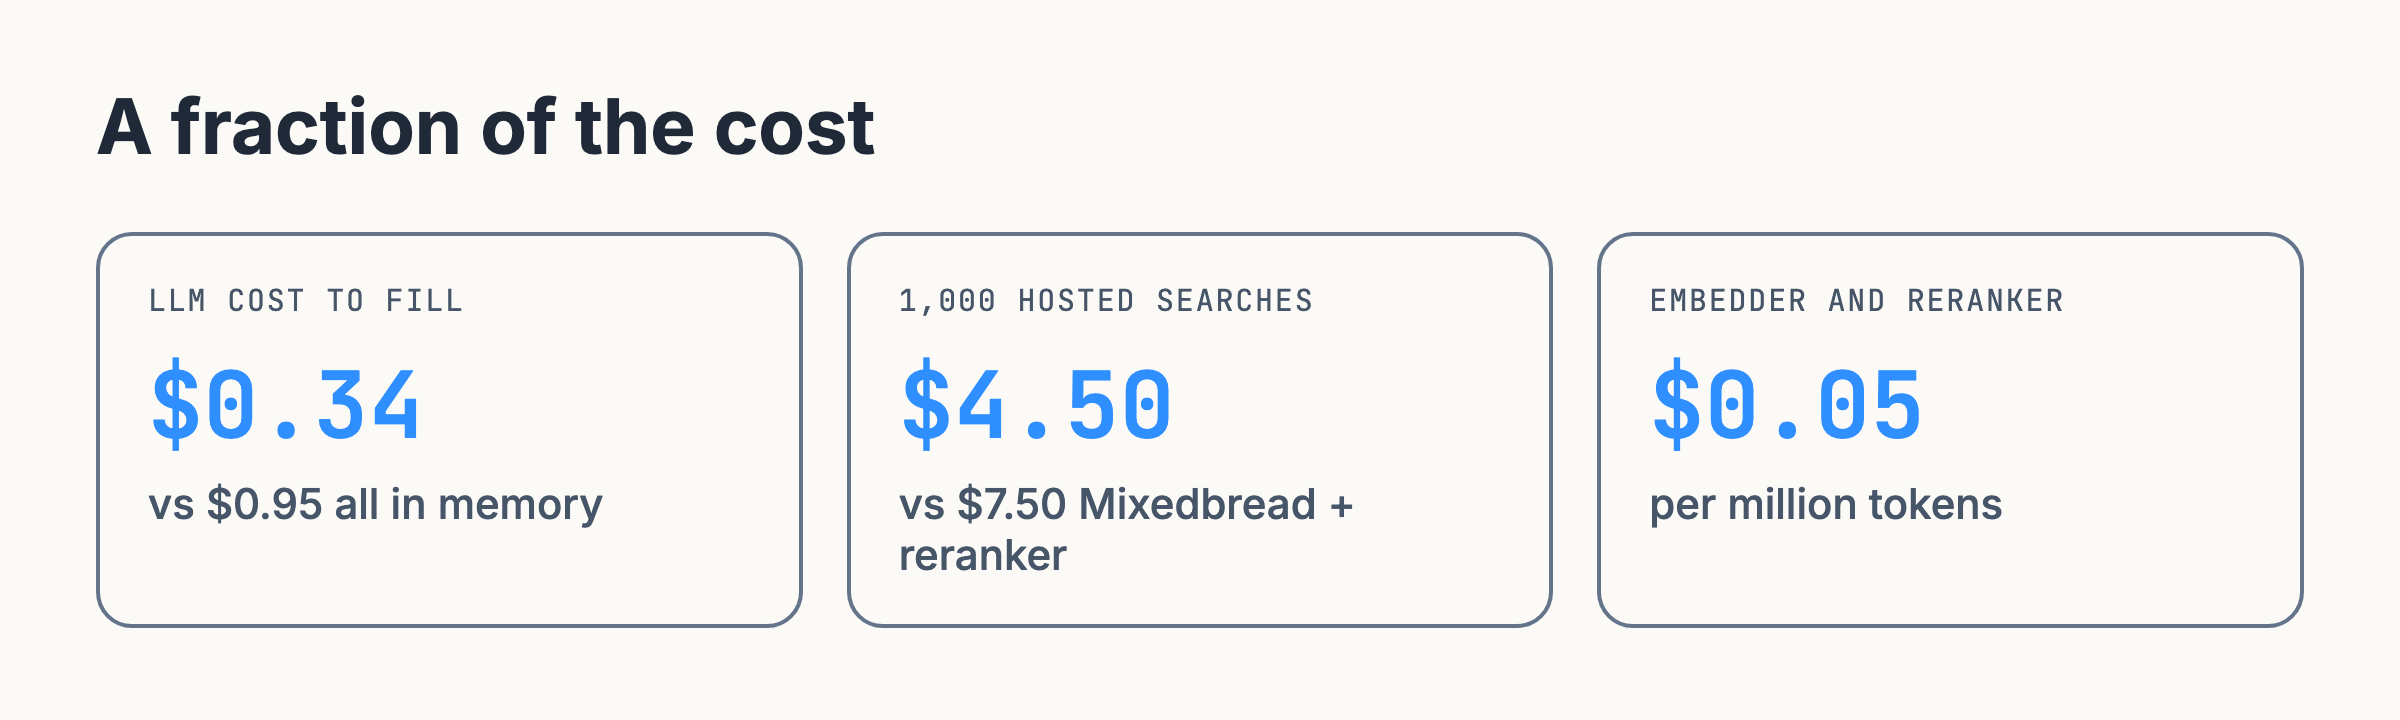 A fraction of the cost
LLM COST TO FILL
$0.34
vs $0.95 all in memory
1,000 HOSTED SEARCHES
$4.50
vs $7.50 Mixedbread +
reranker
EMBEDDER AND RERANKER
$0.05
per million tokens